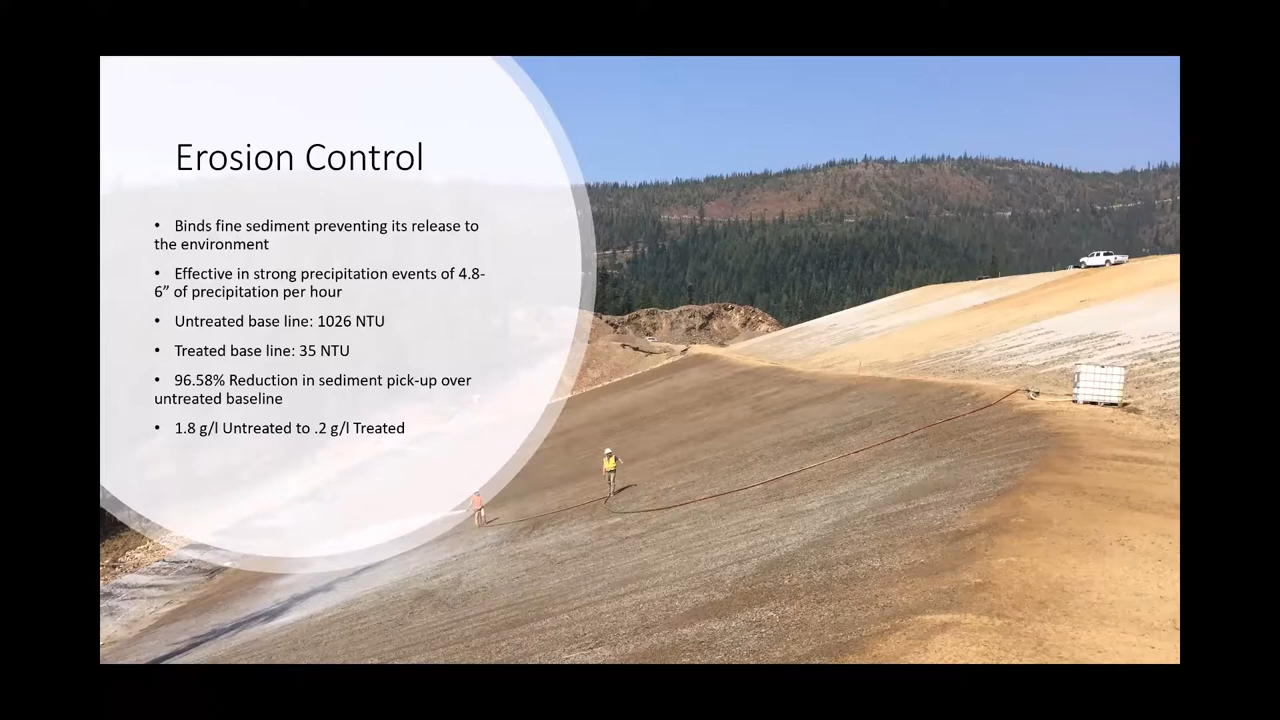 Erosion Control
• Binds fine sediment preventing its release to
the environment
• Effective in strong precipitation events of 4.8-
6” of precipitation per hour
• Untreated base line: 1026 NTU
• Treated base line: 35 NTU
• 96.58% Reduction in sediment pick-up over
untreated baseline
• 1.8 g/l Untreated to .2 g/l Treated